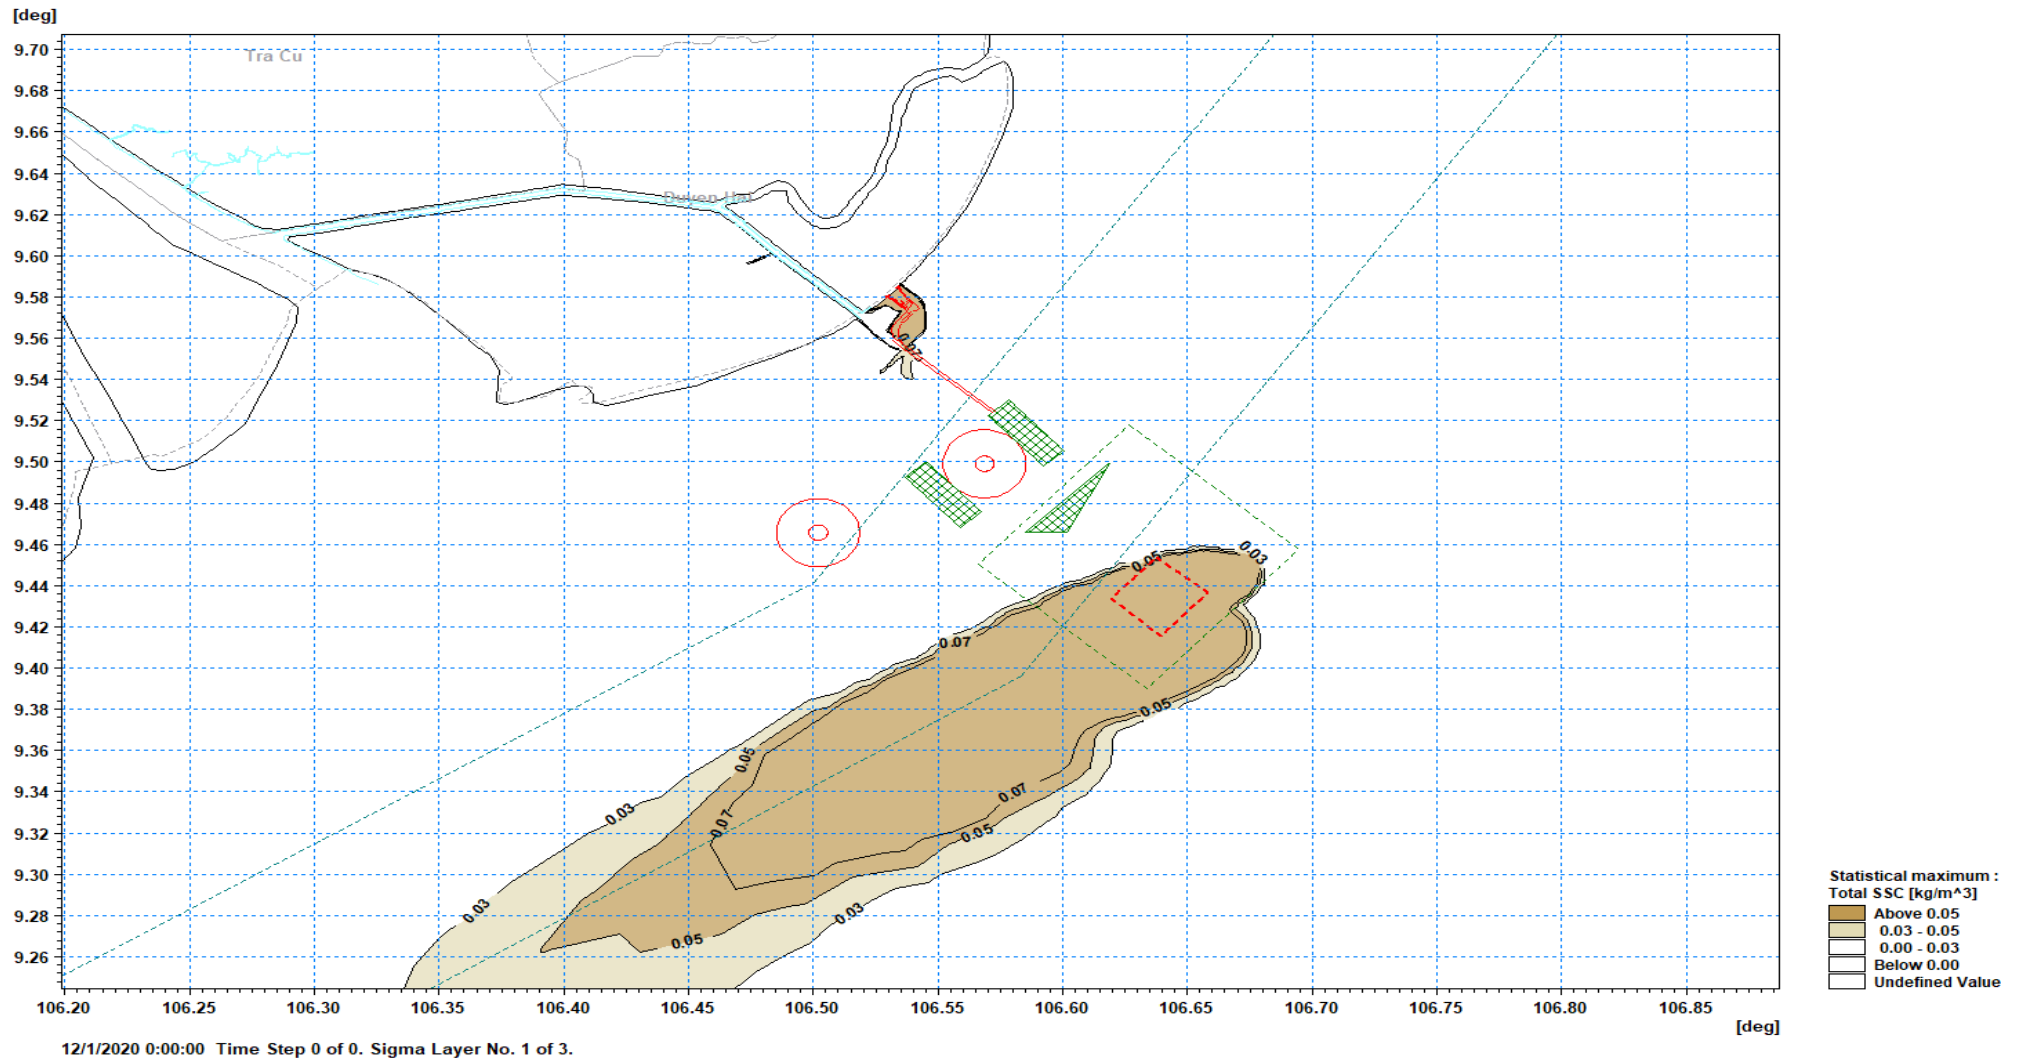 [deg]
9.70
9.68
9.66
9.64
9.62
9.60
9.58
9.56
9.54
9.52
9.50
9.48
9.46
9.44
9.42
9.40
9.38
9.36
9.34
9.32
9.30
9.28
9.26
Tra Cu
Duyen Hai
0.07
0.05
0.03
0.07
0.05
0.05
0.07
0.03
0.07
0.05
0.03
0.03
0.05
Statistical maximum :
Total SSC [kg/m^3]
Above 0.05
0.03 - 0.05
0.00 - 0.03
Below 0.00
Undefined Value
106.20 106.25 106.30 106.35 106.40 106.45 106.50 106.55 106.60 106.65 106.70 106.75 106.80 106.85
[deg]
12/1/2020 0:00:00 Time Step 0 of 0. Sigma Layer No. 1 of 3.